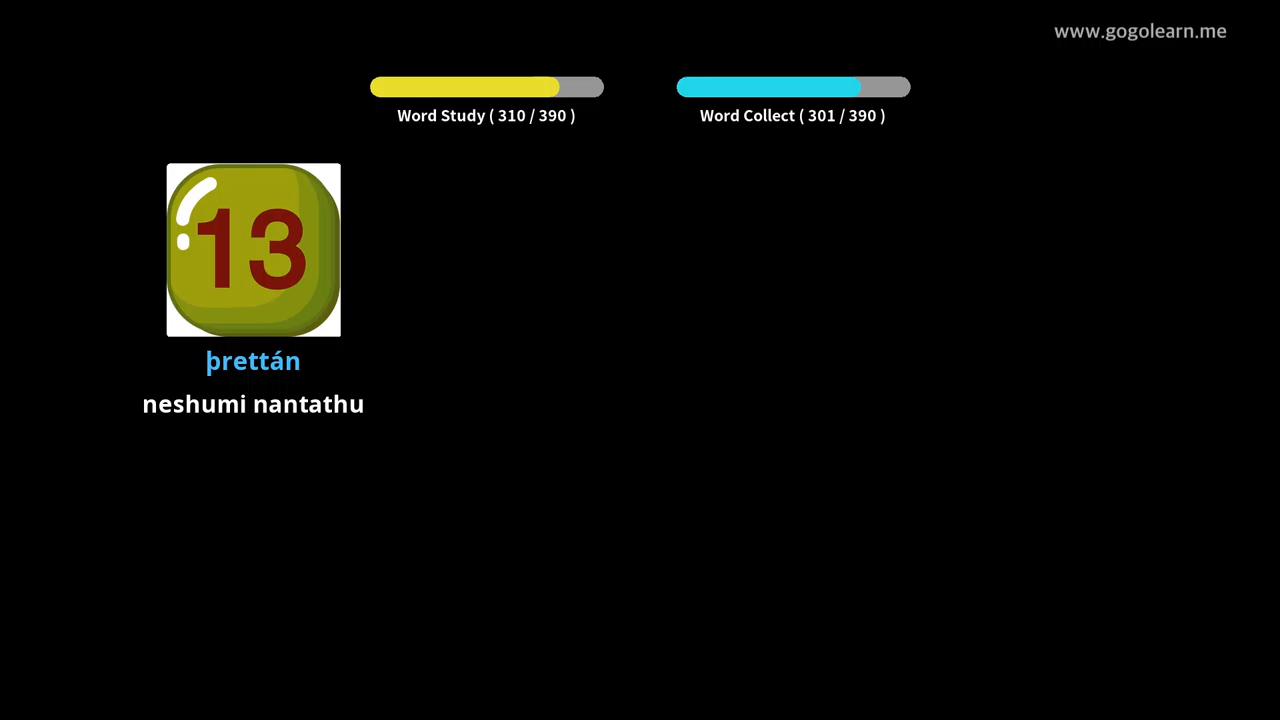 www.gogolearn.me
Word Study ( 310 / 390 )
Word Collect ( 301 / 390 )
13
þrettán
neshumi nantathu